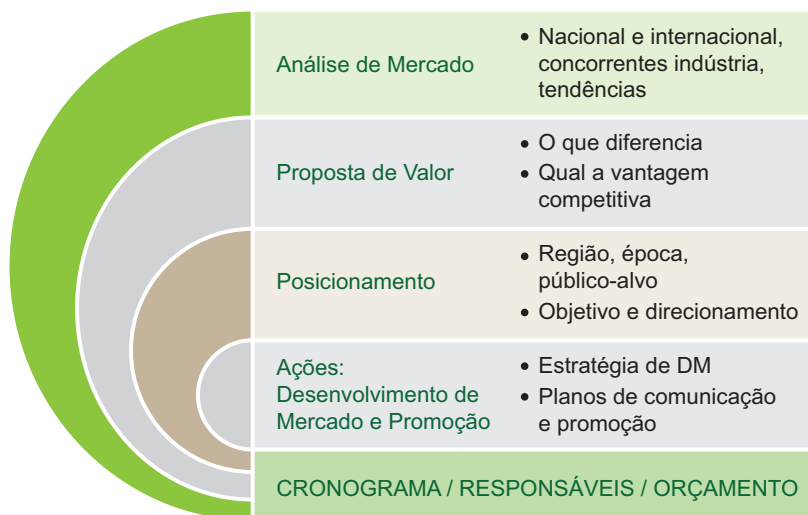 Análise de Mercado
• Nacional e internacional,
concorrentes indústria,
tendências
Proposta de Valor
• O que diferencia
• Qual a vantagem
competitiva
Posicionamento
• Região, época,
público-alvo
• Objetivo e direcionamento
Ações:
Desenvolvimento de
Mercado e Promoção
• Estratégia de DM
• Planos de comunicação
e promoção
CRONOGRAMA / RESPONSÁVEIS / ORÇAMENTO